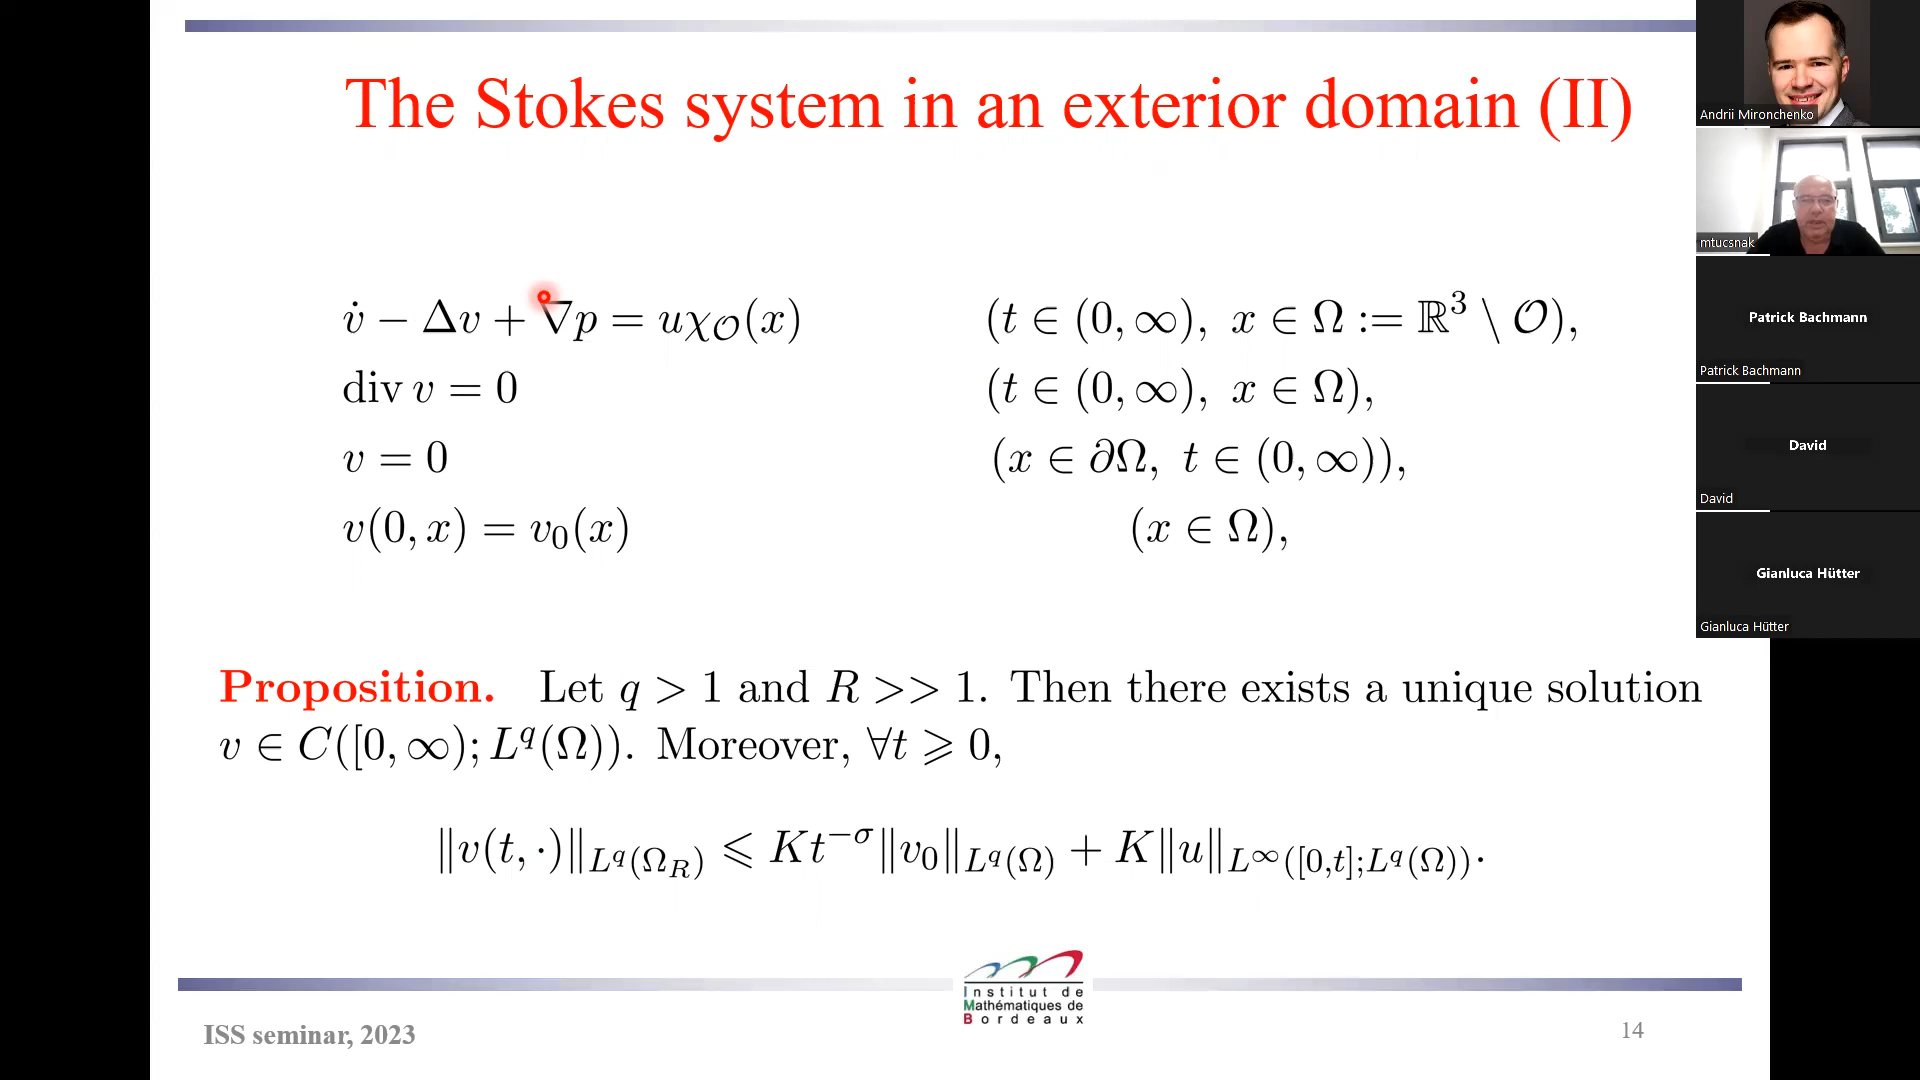 The Stokes system in an exterior domain (II)
v̇ − Δv + ∇p = uχ_𝒪(x) (t ∈ (0, ∞), x ∈ Ω := ℝ³ \ 𝒪),
div v = 0 (t ∈ (0, ∞), x ∈ Ω),
v = 0 (x ∈ ∂Ω, t ∈ (0, ∞)),
v(0, x) = v₀(x) (x ∈ Ω),
Proposition. Let q > 1 and R >> 1. Then there exists a unique solution
v ∈ C([0, ∞); L^q(Ω)). Moreover, ∀t ⩾ 0,
‖v(t, ·)‖_{L^q(Ω_R)} ⩽ Kt^{−σ}‖v₀‖_{L^q(Ω)} + K‖u‖_{L^∞([0,t];L^q(Ω))}.
Institut de
Mathématiques de
Bordeaux
ISS seminar, 2023
14
Andrii Mironchenko
mtucsnak
Patrick Bachmann
Patrick Bachmann
David
David
Gianluca Hütter
Gianluca Hütter